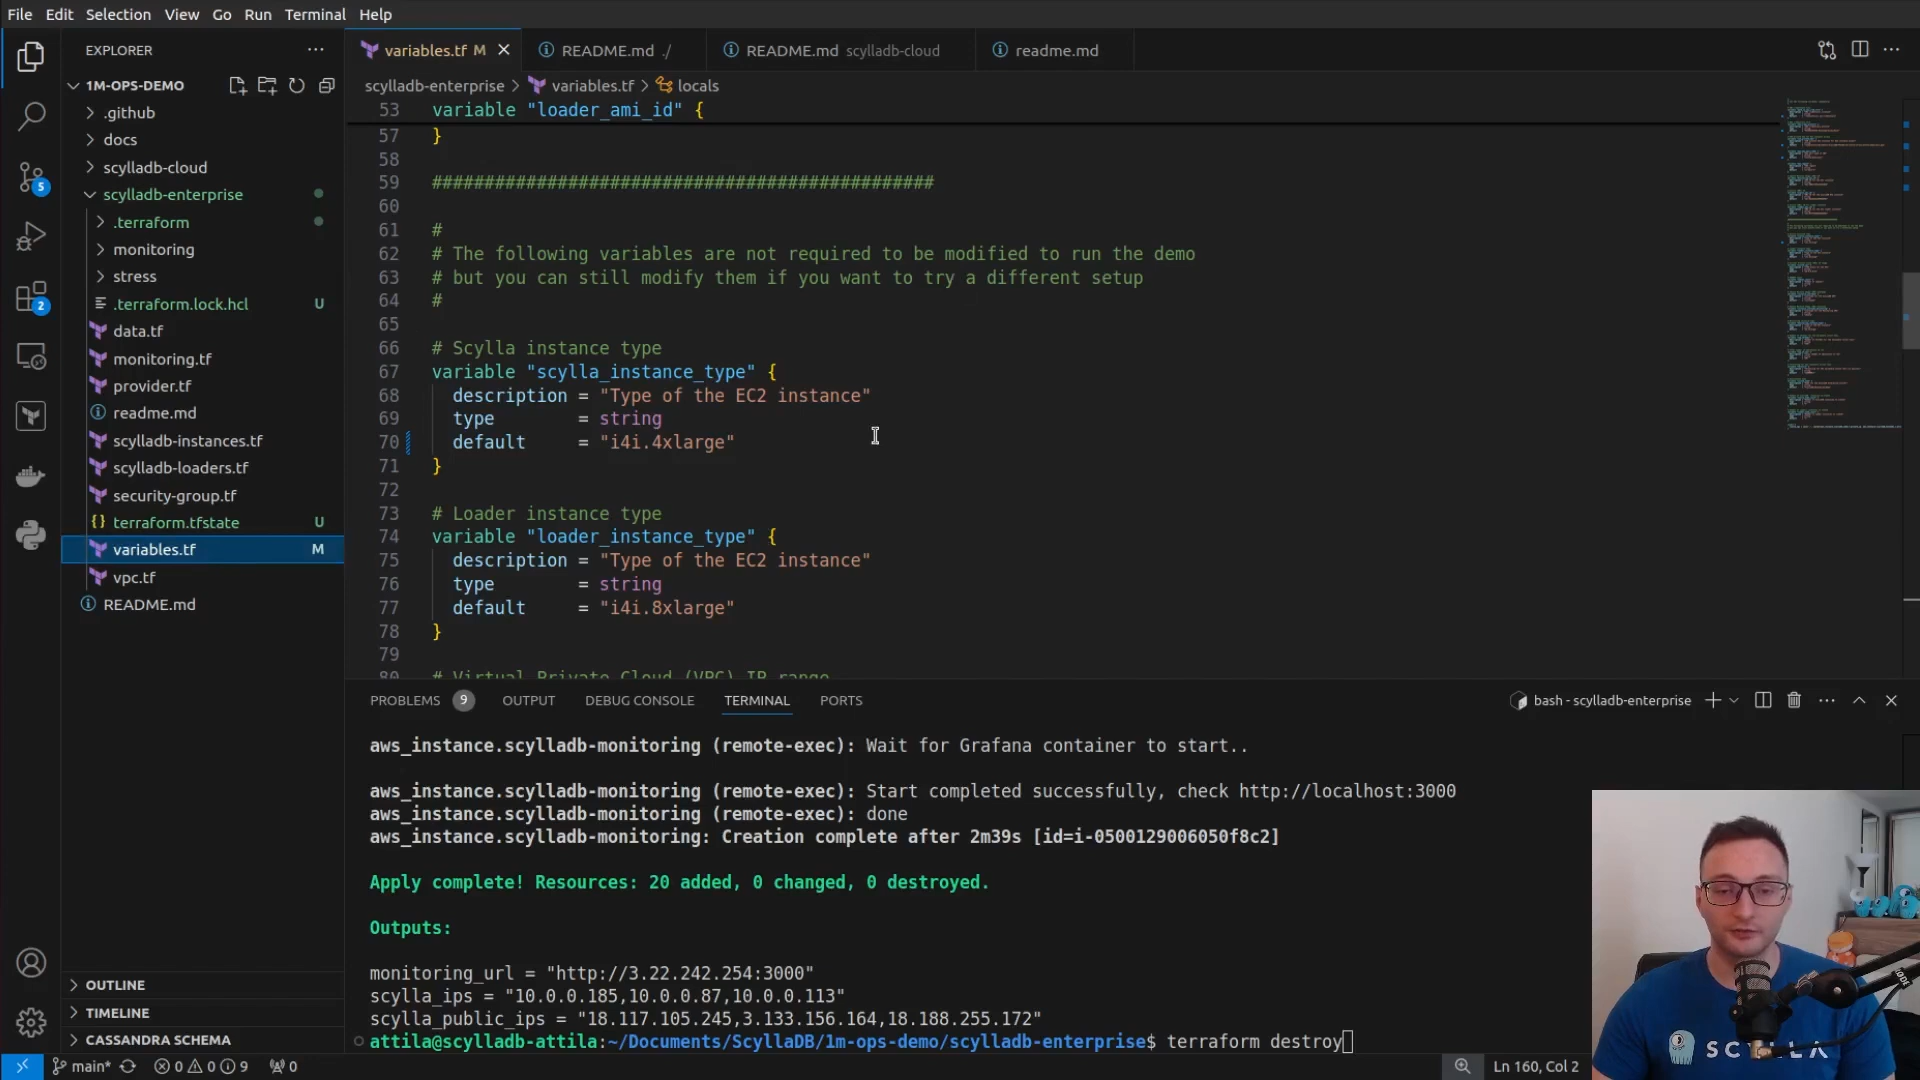 File Edit Selection View Go Run Terminal Help
EXPLORER
1M-OPS-DEMO
.github
docs
scylladb-cloud
scylladb-enterprise
.terraform
monitoring
stress
.terraform.lock.hcl U
data.tf
monitoring.tf
provider.tf
readme.md
scylladb-instances.tf
scylladb-loaders.tf
security-group.tf
terraform.tfstate U
variables.tf M
vpc.tf
README.md
OUTLINE
TIMELINE
CASSANDRA SCHEMA
5
2
variables.tf M README.md ./ README.md scylladb-cloud readme.md
scylladb-enterprise > variables.tf > locals
53 variable "loader_ami_id" {
57 }
58
59 ################################################
60
61 #
62 # The following variables are not required to be modified to run the demo
63 # but you can still modify them if you want to try a different setup
64 #
65
66 # Scylla instance type
67 variable "scylla_instance_type" {
68 description = "Type of the EC2 instance"
69 type = string
70 default = "i4i.4xlarge"
71 }
72
73 # Loader instance type
74 variable "loader_instance_type" {
75 description = "Type of the EC2 instance"
76 type = string
77 default = "i4i.8xlarge"
78 }
79
80 # Virtual Private Cloud (VPC) IP range
PROBLEMS 9 OUTPUT DEBUG CONSOLE TERMINAL PORTS
bash - scylladb-enterprise
aws_instance.scylladb-monitoring (remote-exec): Wait for Grafana container to start..
aws_instance.scylladb-monitoring (remote-exec): Start completed successfully, check http://localhost:3000
aws_instance.scylladb-monitoring (remote-exec): done
aws_instance.scylladb-monitoring: Creation complete after 2m39s [id=i-0500129006050f8c2]
Apply complete! Resources: 20 added, 0 changed, 0 destroyed.
Outputs:
monitoring_url = "http://3.22.242.254:3000"
scylla_ips = "10.0.0.185,10.0.0.87,10.0.0.113"
scylla_public_ips = "18.117.105.245,3.133.156.164,18.188.255.172"
attila@scylladb-attila:~/Documents/ScyllaDB/1m-ops-demo/scylladb-enterprise$ terraform destroy
main* 0 0 9 0
Ln 160, Col 2